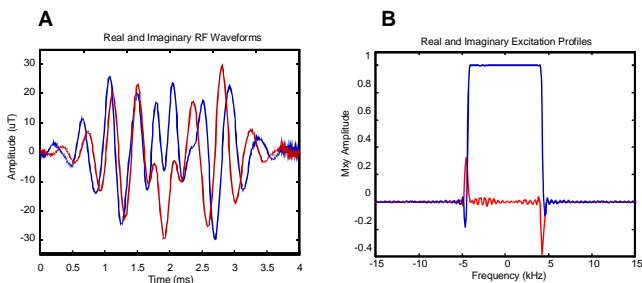 A
Real and Imaginary RF Waveforms
Amplitude (uT)
30
20
10
0
-10
-20
-30
0 0.5 1 1.5 2 2.5 3 3.5 4
Time (ms)
B
Real and Imaginary Excitation Profiles
Mxy Amplitude
1
0.8
0.6
0.4
0.2
0
-0.2
-0.4
-15 -10 -5 0 5 10 15
Frequency (kHz)